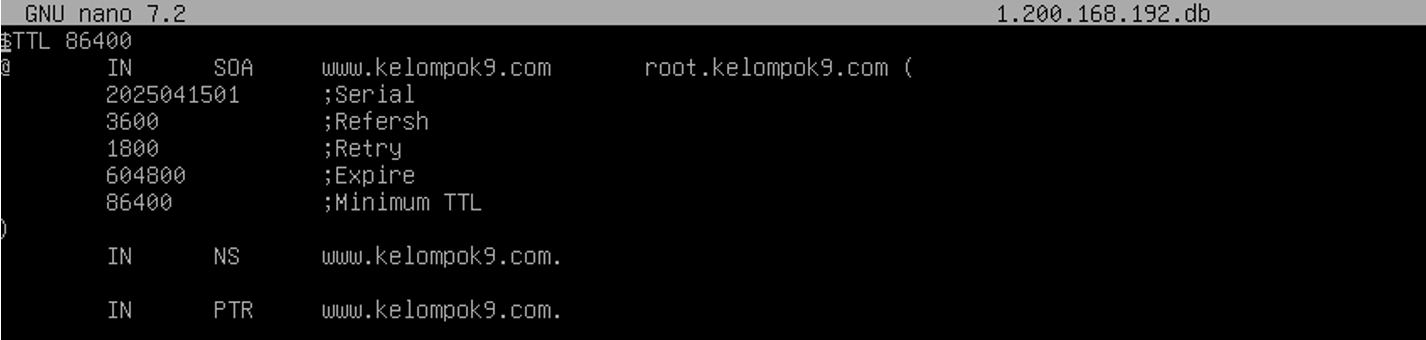 GNU nano 7.2 1.200.168.192.db
$TTL 86400
@ IN SOA www.kelompok9.com root.kelompok9.com (
2025041501 ;Serial
3600 ;Refersh
1800 ;Retry
604800 ;Expire
86400 ;Minimum TTL
)
IN NS www.kelompok9.com.
IN PTR www.kelompok9.com.